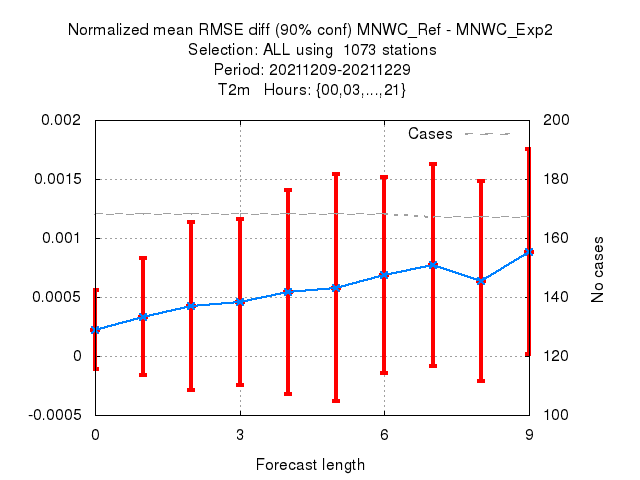 Normalized mean RMSE diff (90% conf) MNWC_Ref - MNWC_Exp2
Selection: ALL using  1073 stations
Period: 20211209-20211229
T2m   Hours: {00,03,...,21}
Cases
0.002
0.0015
0.001
0.0005
0
-0.0005
200
180
160
140
120
100
No cases
0
3
6
9
Forecast length